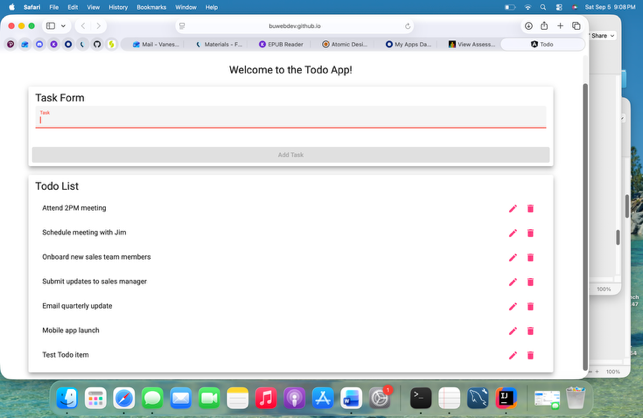 Safari File Edit View History Bookmarks Window Help Sat Sep 5 9:08 PM
buwebdev.github.io
Share
Mail – Vanes... Materials – F... EPUB Reader Atomic Desi... My Apps Da... View Assess... Todo
Welcome to the Todo App!
Task Form
Task
Add Task
Todo List
Attend 2PM meeting
Schedule meeting with Jim
Onboard new sales team members
Submit updates to sales manager
100%
Email quarterly update
Mobile app launch
Test Todo item
100%
1